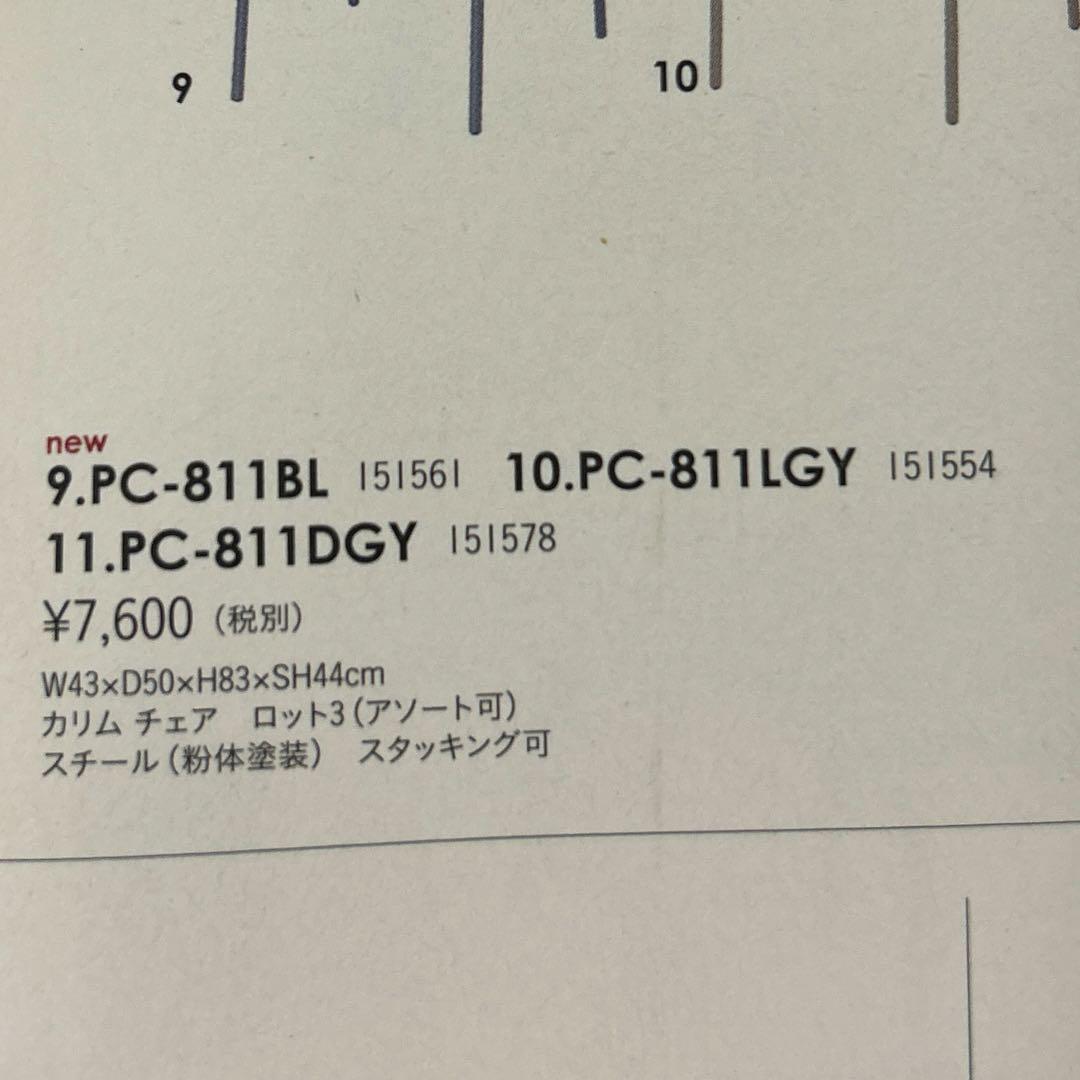 9
10
new
9.PC-811BL 151561 10.PC-811LGY 151554
11.PC-811DGY 151578
¥7,600（税別）
W43×D50×H83×SH44cm
カリム チェア　ロット3（アソート可）
スチール（粉体塗装）　スタッキング可